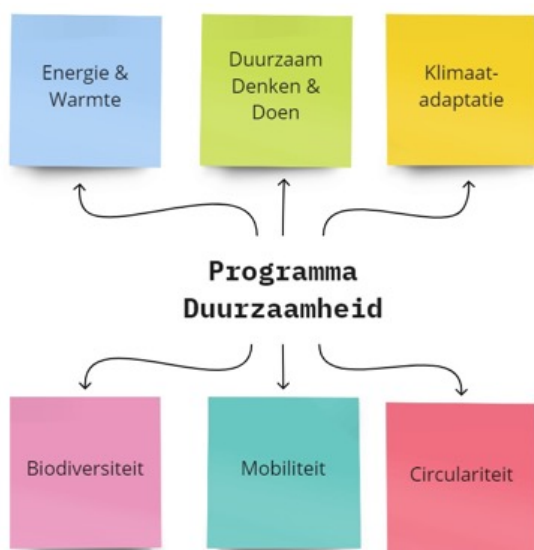 Energie &
Warmte
Duurzaam
Denken &
Doen
Klimaat-
adaptatie
Programma
Duurzaamheid
Biodiversiteit
Mobiliteit
Circulariteit